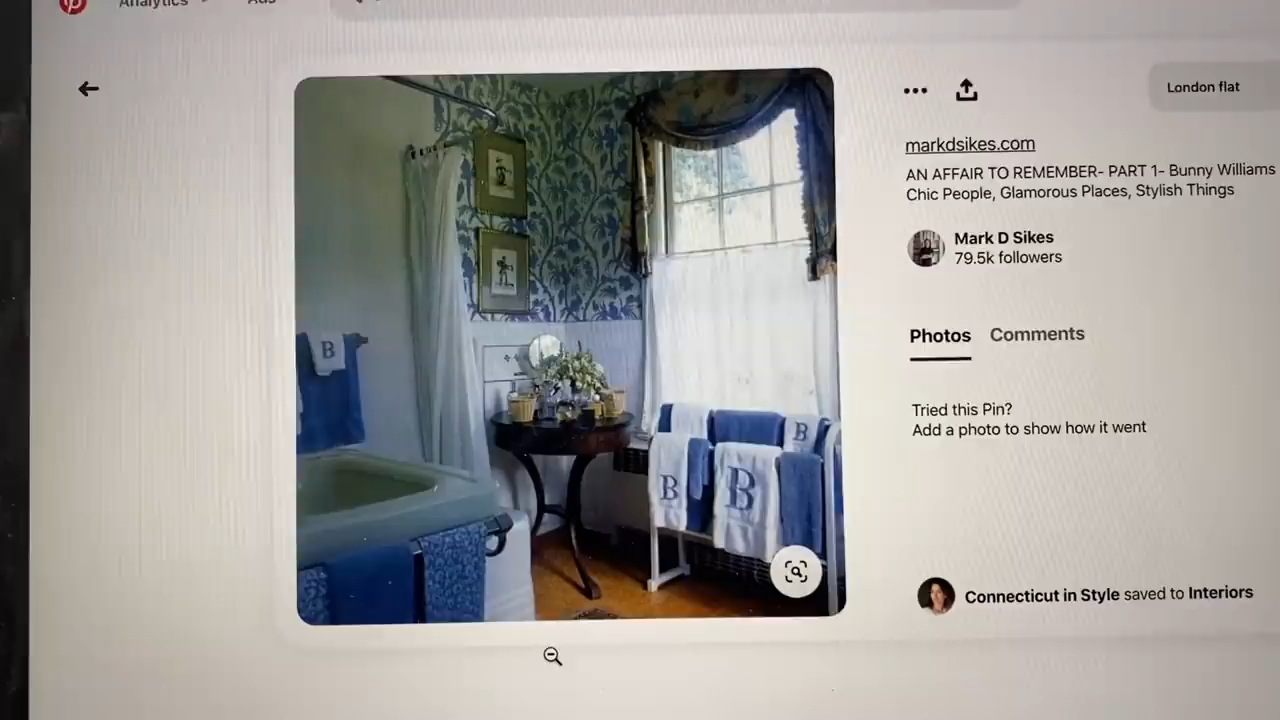 Analytics
Ads
London flat
markdsikes.com
AN AFFAIR TO REMEMBER- PART 1- Bunny Williams
Chic People, Glamorous Places, Stylish Things
Mark D Sikes
79.5k followers
Photos Comments
Tried this Pin?
Add a photo to show how it went
Connecticut in Style saved to Interiors
B
B
B
B